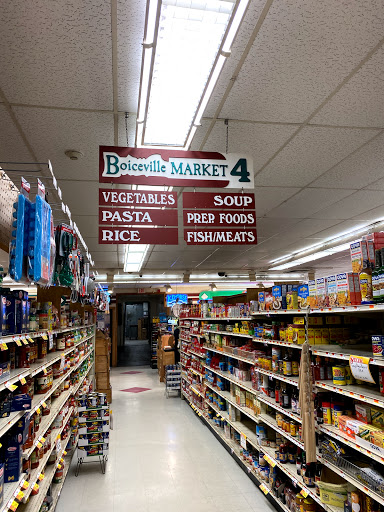 Boiceville MARKET 4
VEGETABLES SOUP
PASTA PREP FOODS
RICE FISH/MEATS